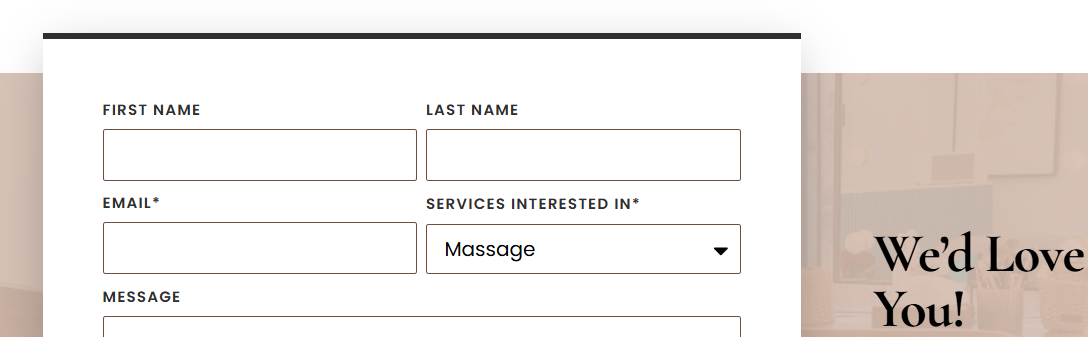 FIRST NAME
LAST NAME
EMAIL*
SERVICES INTERESTED IN*
Massage
MESSAGE
We'd Love
You!